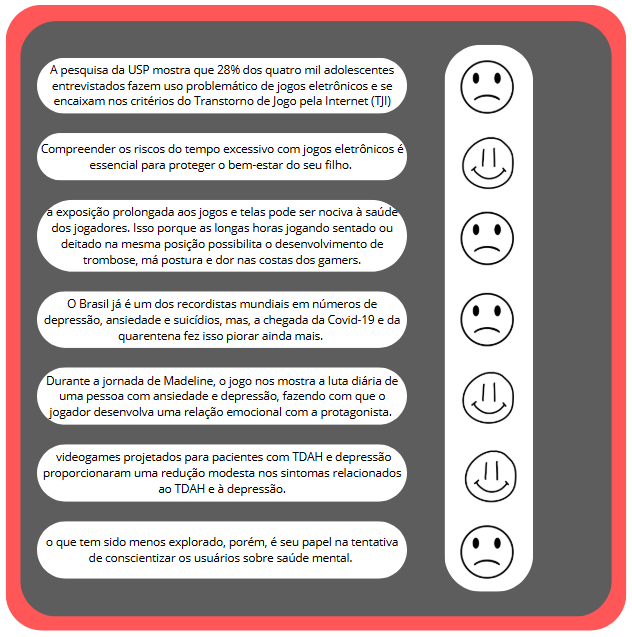 A pesquisa da USP mostra que 28% dos quatro mil adolescentes
entrevistados fazem uso problemático de jogos eletrônicos e se
encaixam nos critérios do Transtorno de Jogo pela Internet (TJI)
Compreender os riscos do tempo excessivo com jogos eletrônicos é
essencial para proteger o bem-estar do seu filho.
a exposição prolongada aos jogos e telas pode ser nociva à saúde
dos jogadores. Isso porque as longas horas jogando sentado ou
deitado na mesma posição possibilita o desenvolvimento de
trombose, má postura e dor nas costas dos gamers.
O Brasil já é um dos recordistas mundiais em números de
depressão, ansiedade e suicídios, mas, a chegada da Covid-19 e da
quarentena fez isso piorar ainda mais.
Durante a jornada de Madeline, o jogo nos mostra a luta diária de
uma pessoa com ansiedade e depressão, fazendo com que o
jogador desenvolva uma relação emocional com a protagonista.
videogames projetados para pacientes com TDAH e depressão
proporcionaram uma redução modesta nos sintomas relacionados
ao TDAH e à depressão.
o que tem sido menos explorado, porém, é seu papel na tentativa
de conscientizar os usuários sobre saúde mental.